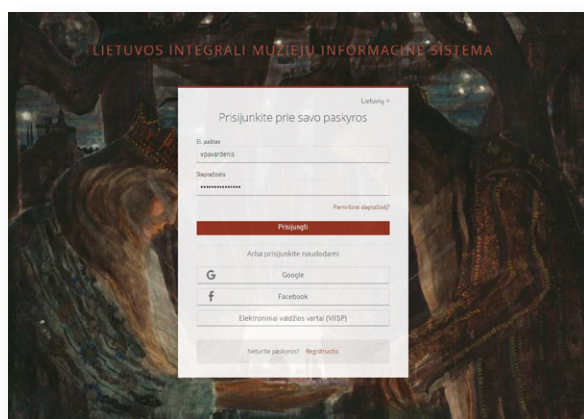 LIETUVOS INTEGRALI MUZIEJŲ INFORMACINĖ SISTEMA
Lietuvių
Prisijunkite prie savo paskyros
El. paštas
vpavardenis
Slaptažodis
Pamiršote slaptažodį?
Prisijungti
Arba prisijunkite naudodami
G Google
f Facebook
Elektroniniai valdžios vartai (VIISP)
Neturite paskyros? Registruotis